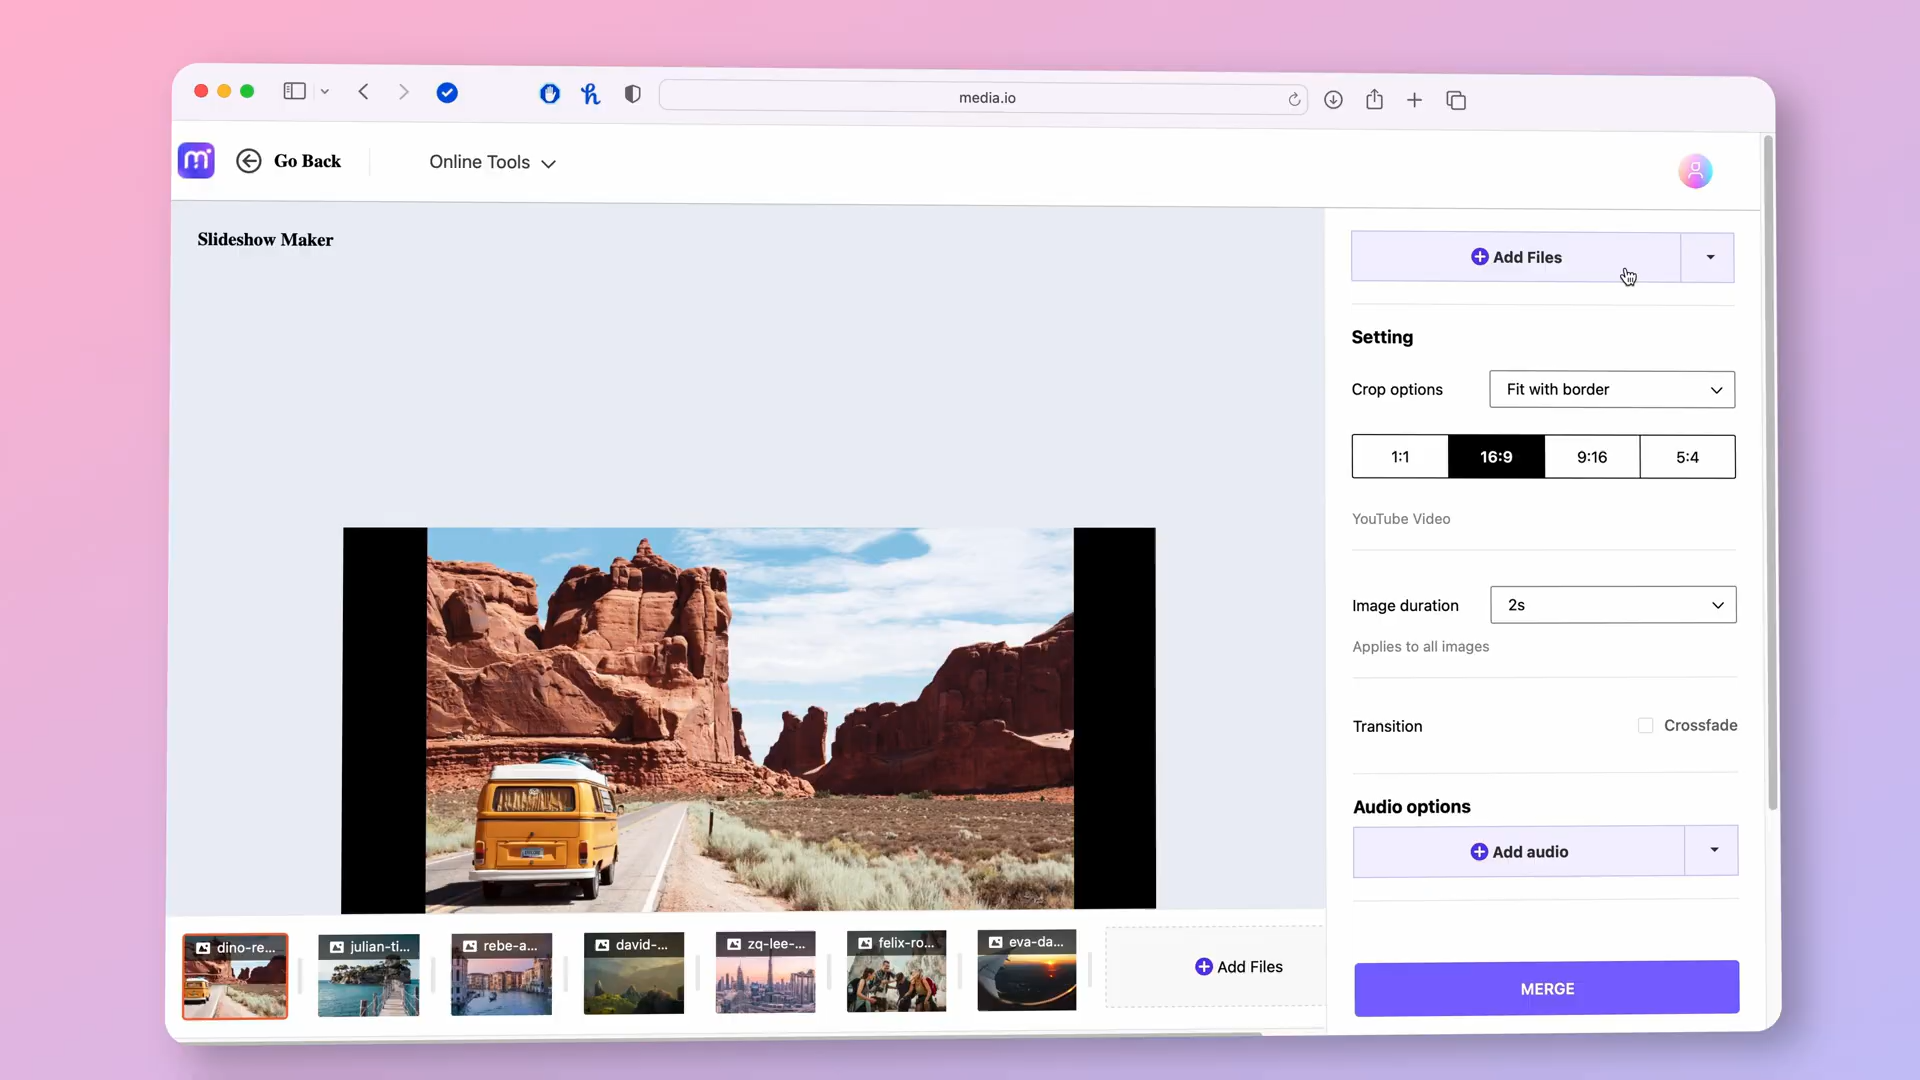 media.io
Go Back
Online Tools
Slideshow Maker
Add Files
Setting
Crop options
Fit with border
1:1
16:9
9:16
5:4
YouTube Video
Image duration
2s
Applies to all images
Transition
Crossfade
Audio options
Add audio
dino-re...
julian-ti...
rebe-a...
david-...
zq-lee-...
felix-ro...
eva-da...
Add Files
MERGE